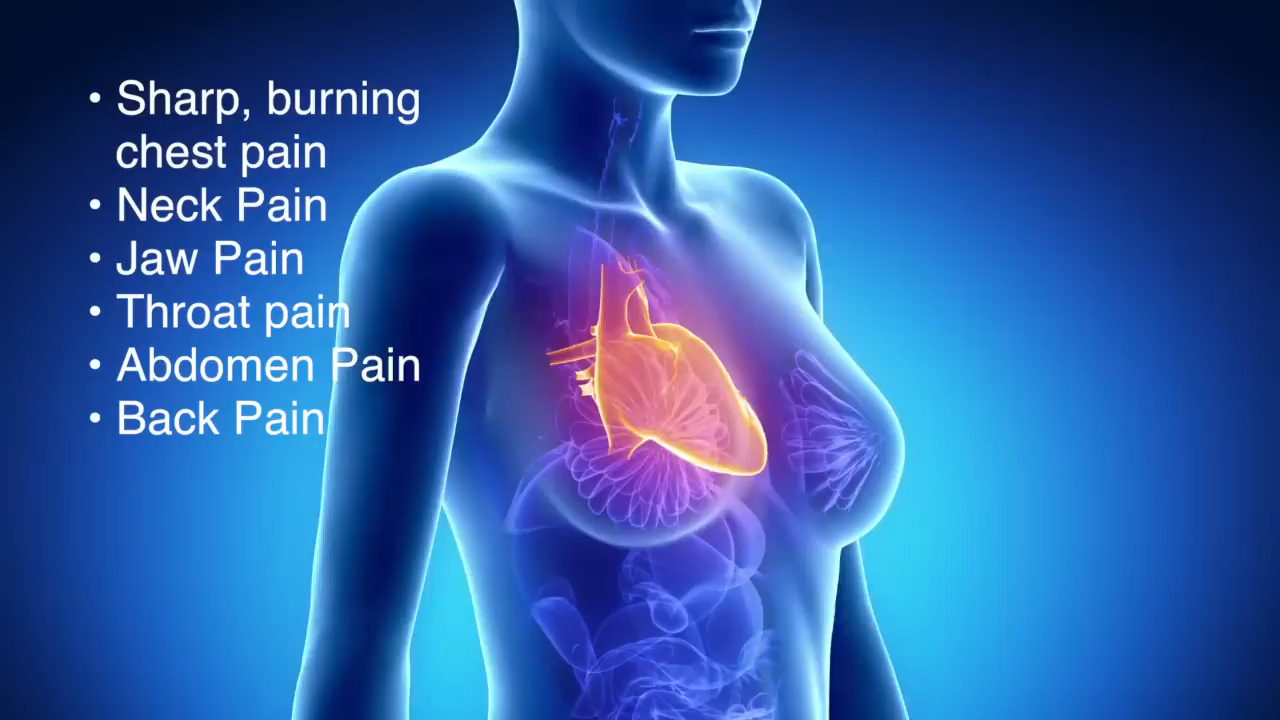 • Sharp, burning
chest pain
• Neck Pain
• Jaw Pain
• Throat pain
• Abdomen Pain
• Back Pain